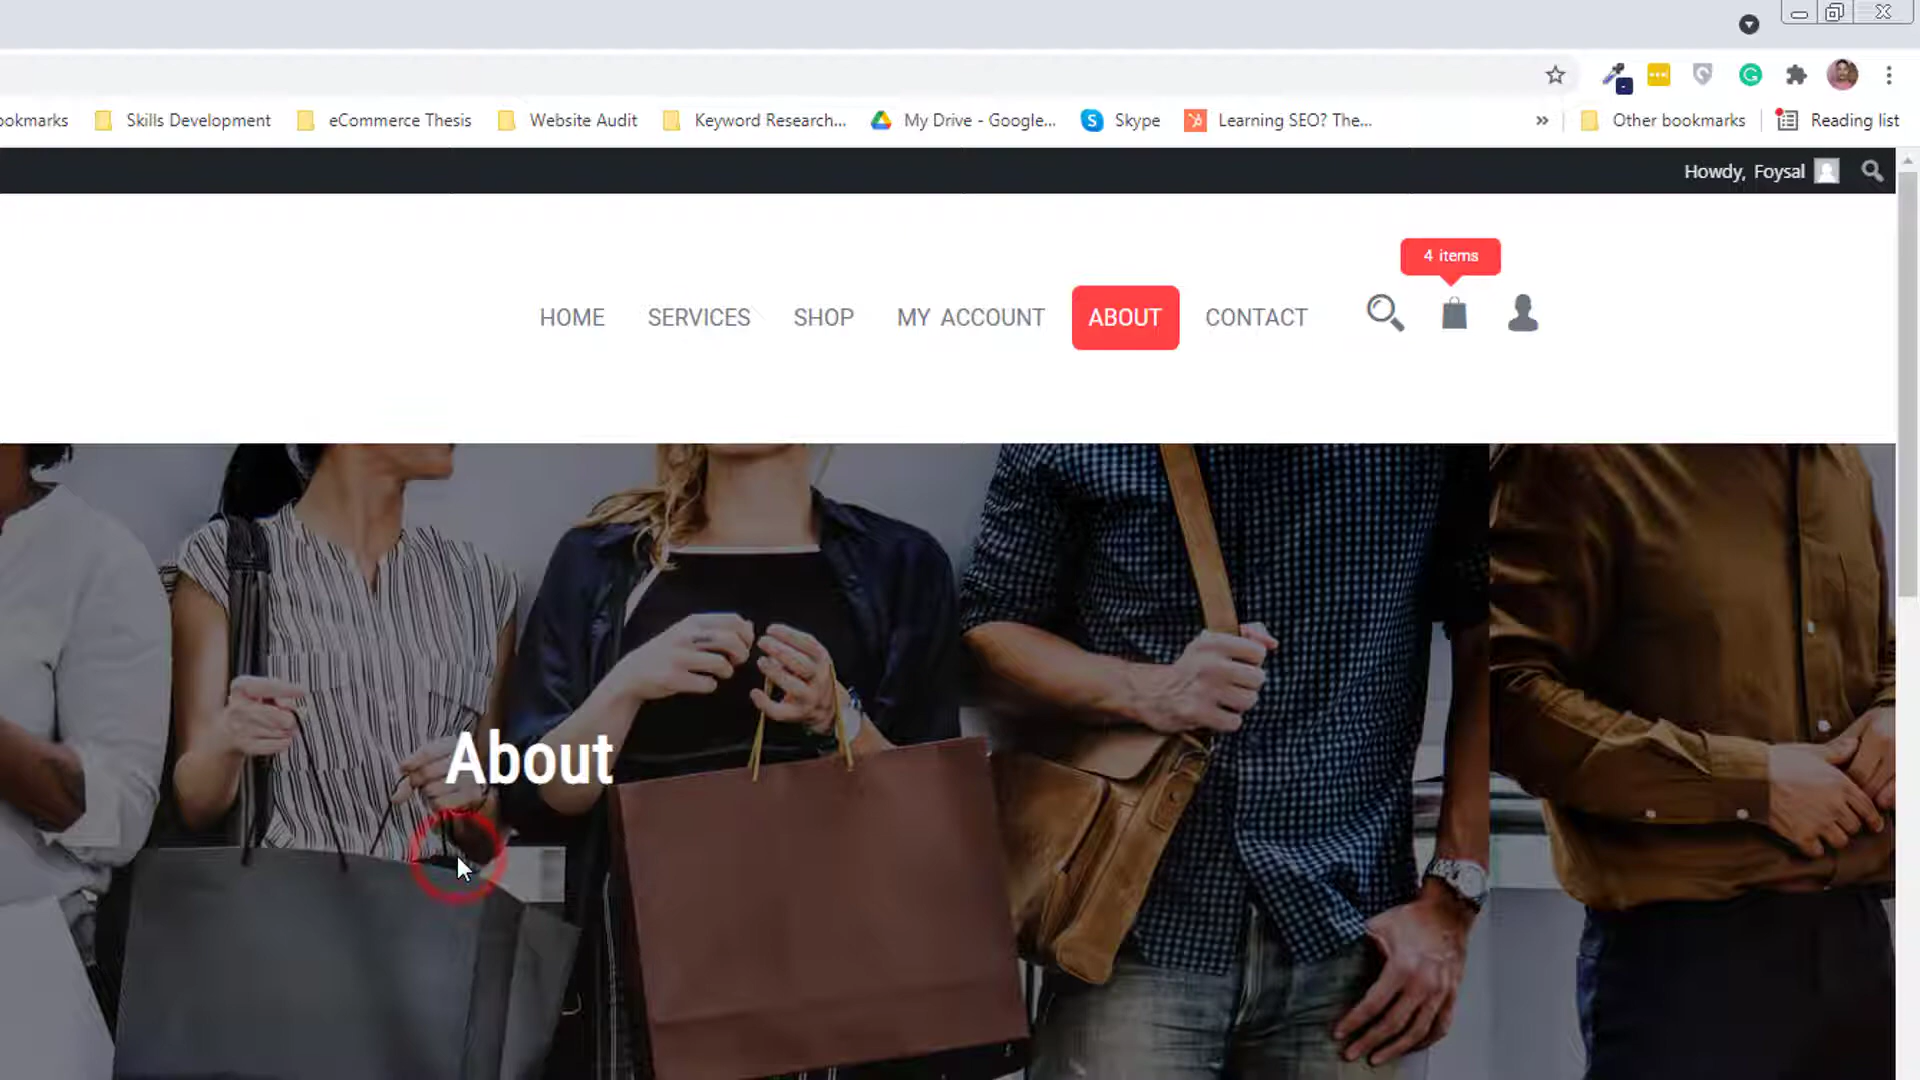 ookmarks Skills Development eCommerce Thesis Website Audit Keyword Research... My Drive - Google... Skype Learning SEO? The... » Other bookmarks Reading list
Howdy, Foysal
4 items
HOME SERVICES SHOP MY ACCOUNT ABOUT CONTACT
About